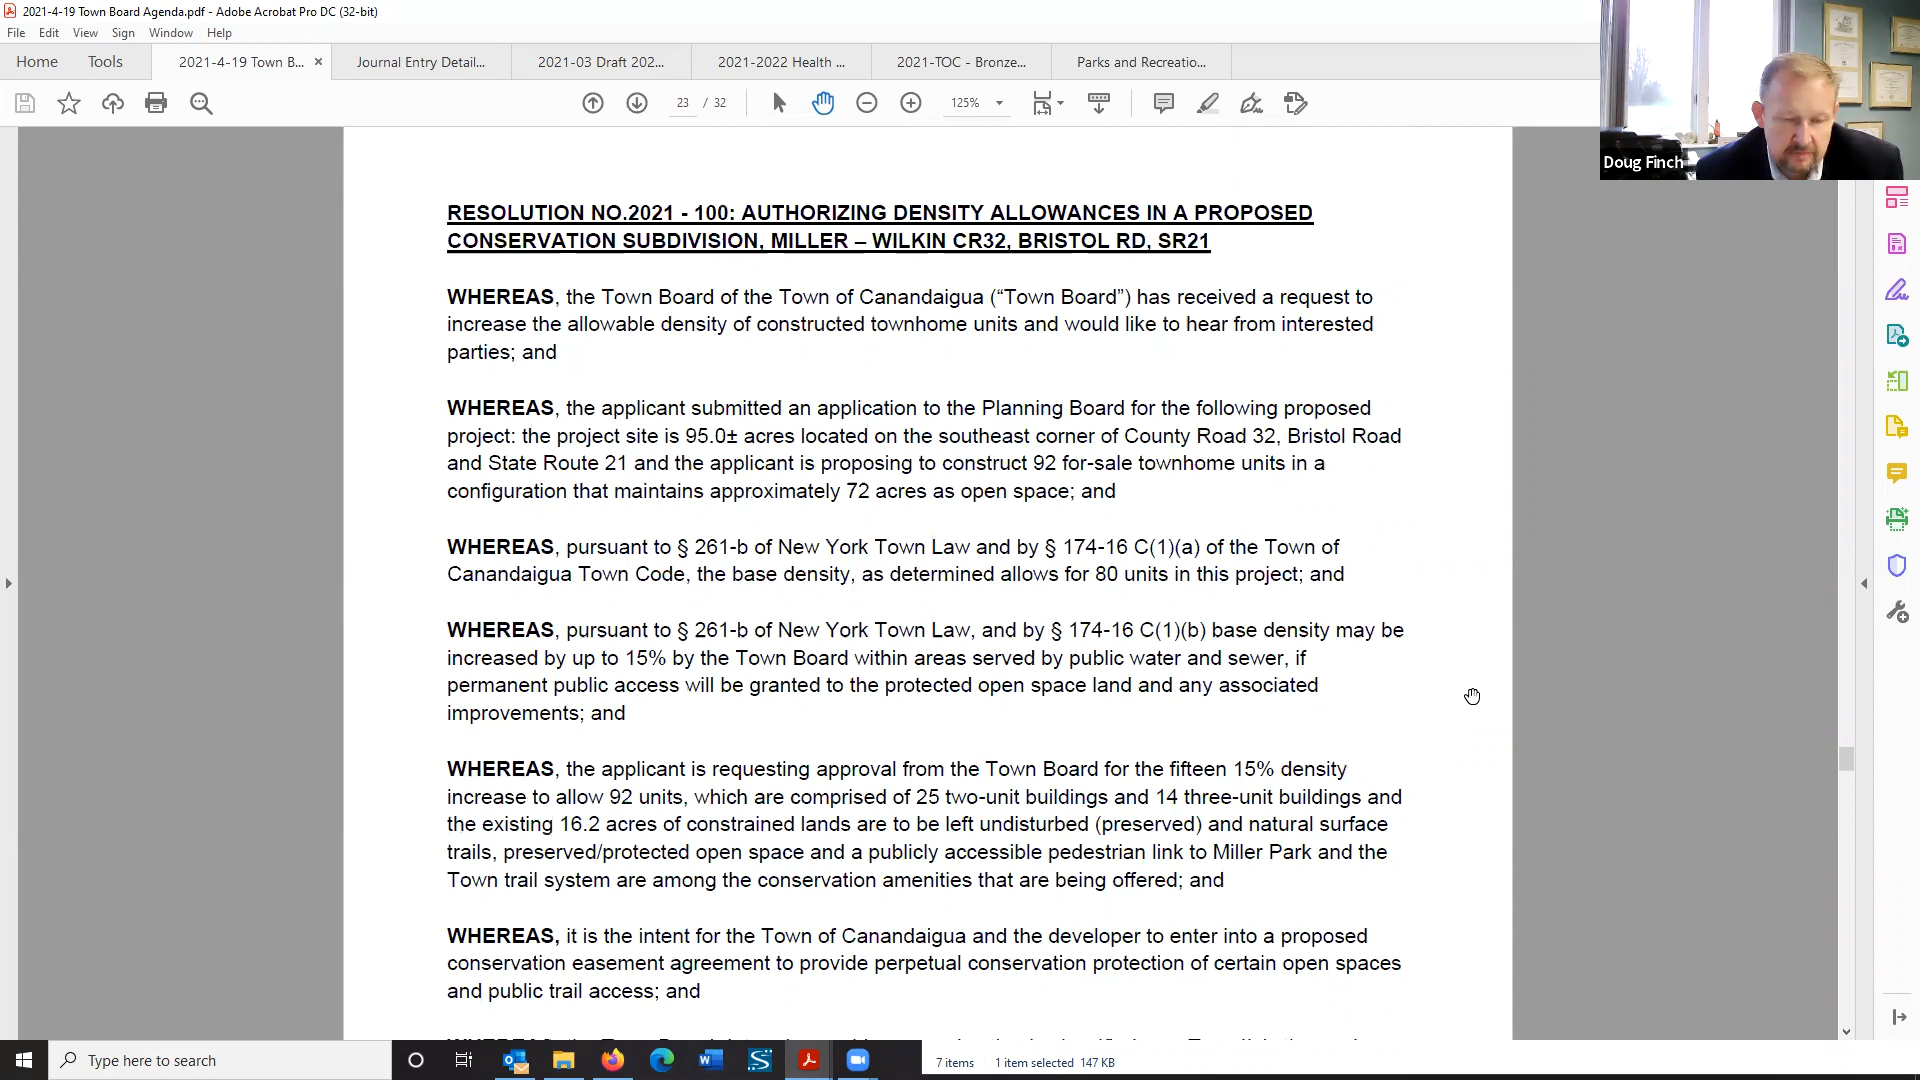 2021-4-19 Town Board Agenda.pdf - Adobe Acrobat Pro DC (32-bit)
File Edit View Sign Window Help
Home Tools 2021-4-19 Town B... × Journal Entry Detail... 2021-03 Draft 202... 2021-2022 Health ... 2021-TOC - Bronze... Parks and Recreatio...
23 / 32 125%
Doug Finch
RESOLUTION NO.2021 - 100: AUTHORIZING DENSITY ALLOWANCES IN A PROPOSED
CONSERVATION SUBDIVISION, MILLER – WILKIN CR32, BRISTOL RD, SR21
WHEREAS, the Town Board of the Town of Canandaigua (“Town Board”) has received a request to
increase the allowable density of constructed townhome units and would like to hear from interested
parties; and
WHEREAS, the applicant submitted an application to the Planning Board for the following proposed
project: the project site is 95.0± acres located on the southeast corner of County Road 32, Bristol Road
and State Route 21 and the applicant is proposing to construct 92 for-sale townhome units in a
configuration that maintains approximately 72 acres as open space; and
WHEREAS, pursuant to § 261-b of New York Town Law and by § 174-16 C(1)(a) of the Town of
Canandaigua Town Code, the base density, as determined allows for 80 units in this project; and
WHEREAS, pursuant to § 261-b of New York Town Law, and by § 174-16 C(1)(b) base density may be
increased by up to 15% by the Town Board within areas served by public water and sewer, if
permanent public access will be granted to the protected open space land and any associated
improvements; and
WHEREAS, the applicant is requesting approval from the Town Board for the fifteen 15% density
increase to allow 92 units, which are comprised of 25 two-unit buildings and 14 three-unit buildings and
the existing 16.2 acres of constrained lands are to be left undisturbed (preserved) and natural surface
trails, preserved/protected open space and a publicly accessible pedestrian link to Miller Park and the
Town trail system are among the conservation amenities that are being offered; and
WHEREAS, it is the intent for the Town of Canandaigua and the developer to enter into a proposed
conservation easement agreement to provide perpetual conservation protection of certain open spaces
and public trail access; and
Type here to search
7 items 1 item selected 147 KB